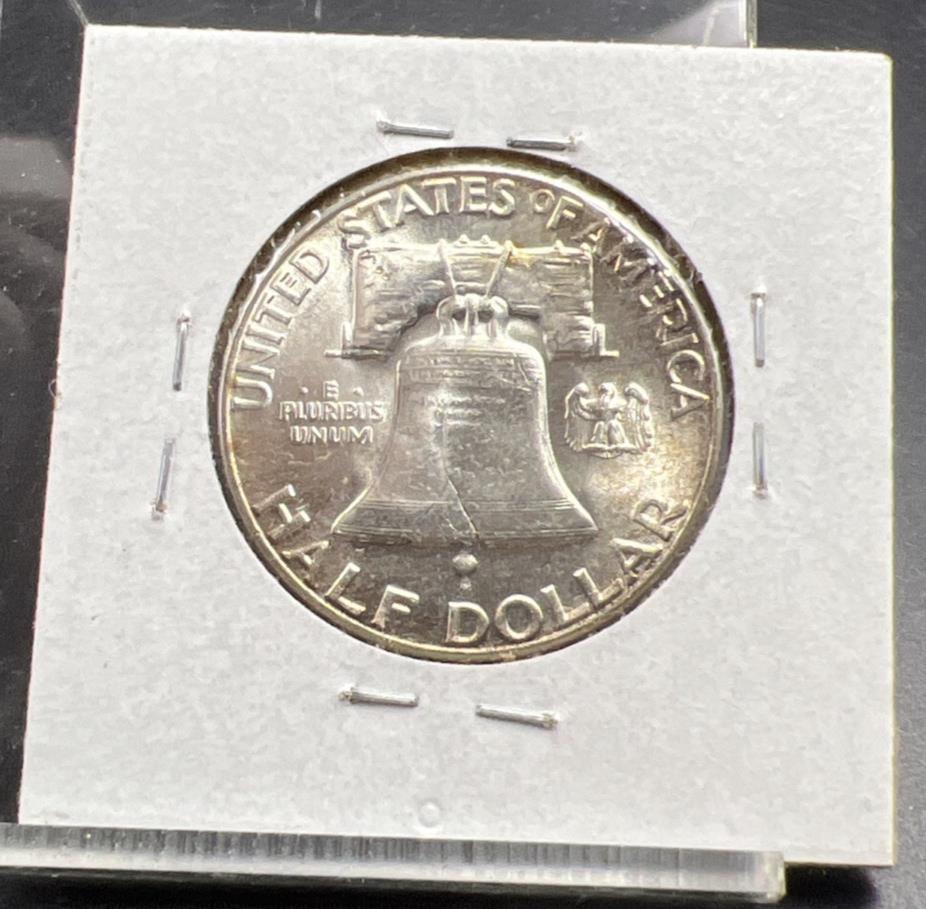 UNITED STATES OF AMERICA
· E ·
PLURIBUS
UNUM
HALF DOLLAR